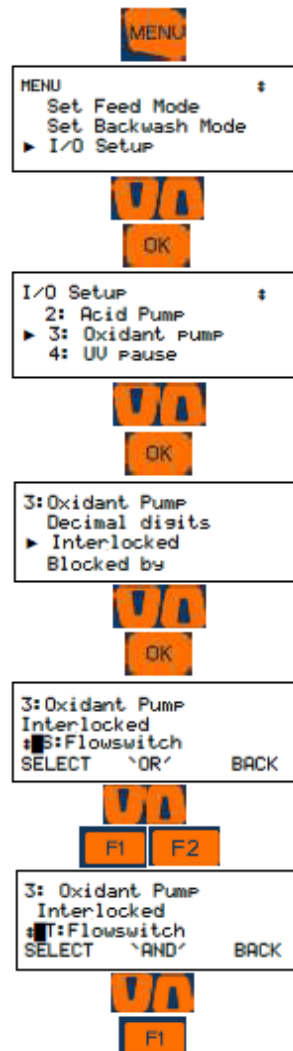 MENU
MENU ↕
Set Feed Mode
Set Backwash Mode
► I/O Setup
OK
I/O Setup ↕
2: Acid Pump
► 3: Oxidant pump
4: UV pause
OK
3:Oxidant Pump
Decimal digits
► Interlocked
Blocked by
OK
3:Oxidant Pump
Interlocked
↕█S:Flowswitch
SELECT `OR´ BACK
F1 F2
3: Oxidant Pump
Interlocked
↕█T:Flowswitch
SELECT `AND´ BACK
F1